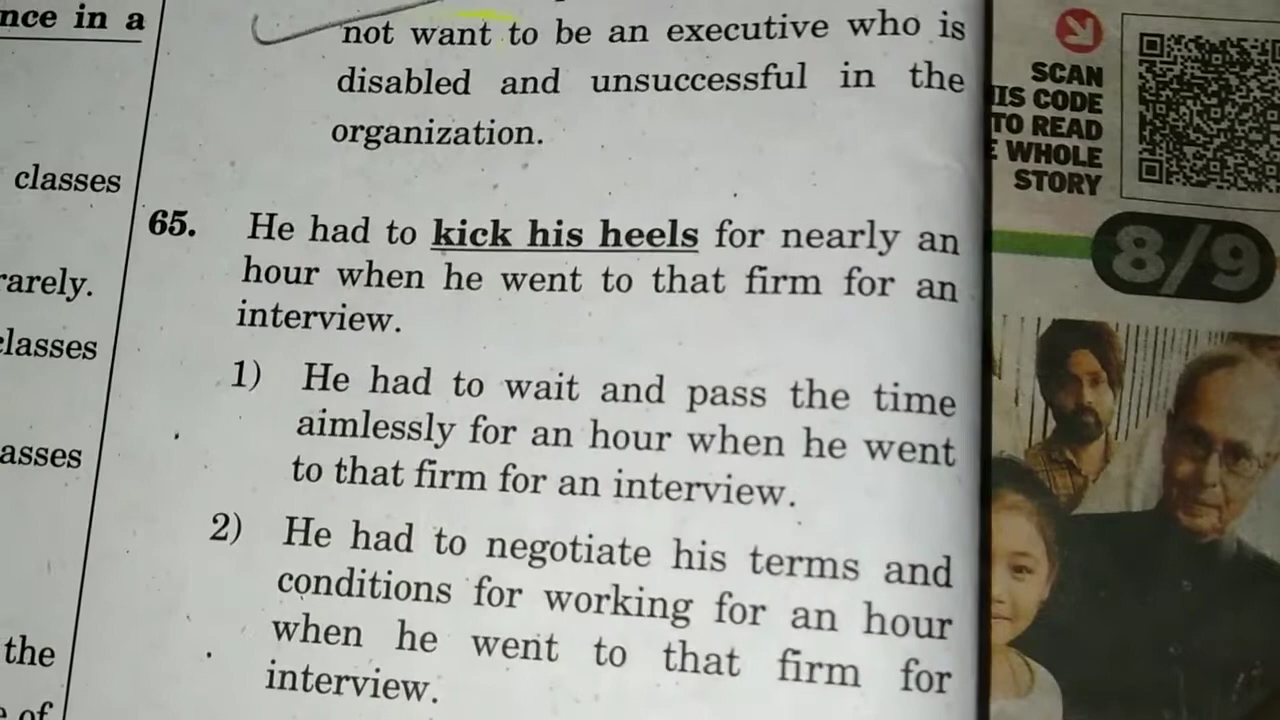 nce in a
classes
rarely.
classes
asses
the
of
not want to be an executive who is
disabled and unsuccessful in the
organization.
65. He had to kick his heels for nearly an
hour when he went to that firm for an
interview.
1) He had to wait and pass the time
aimlessly for an hour when he went
to that firm for an interview.
2) He had to negotiate his terms and
conditions for working for an hour
when he went to that firm for
interview.
SCAN
IS CODE
TO READ
E WHOLE
STORY
8/9